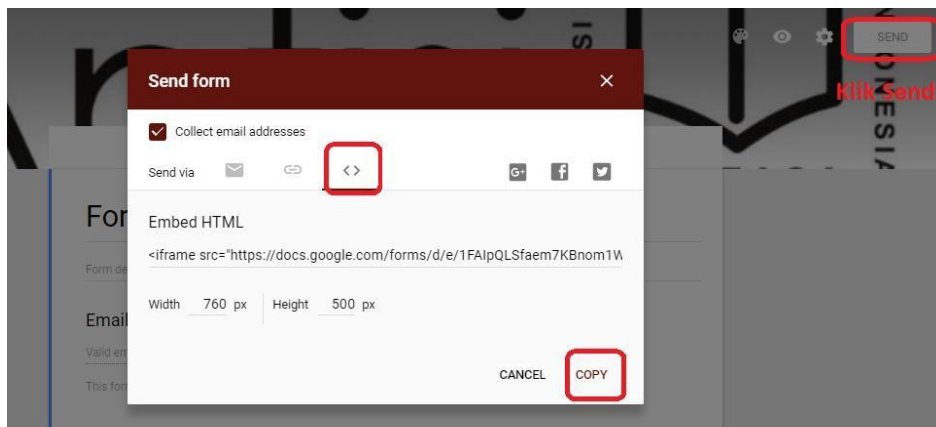 SEND
Klik Send
Send form
Collect email addresses
Send via
G+
Embed HTML
<iframe src="https://docs.google.com/forms/d/e/1FAIpQLSfaem7KBnom1W
Width 760 px Height 500 px
CANCEL COPY
For
Form de
Email
Valid em
This for